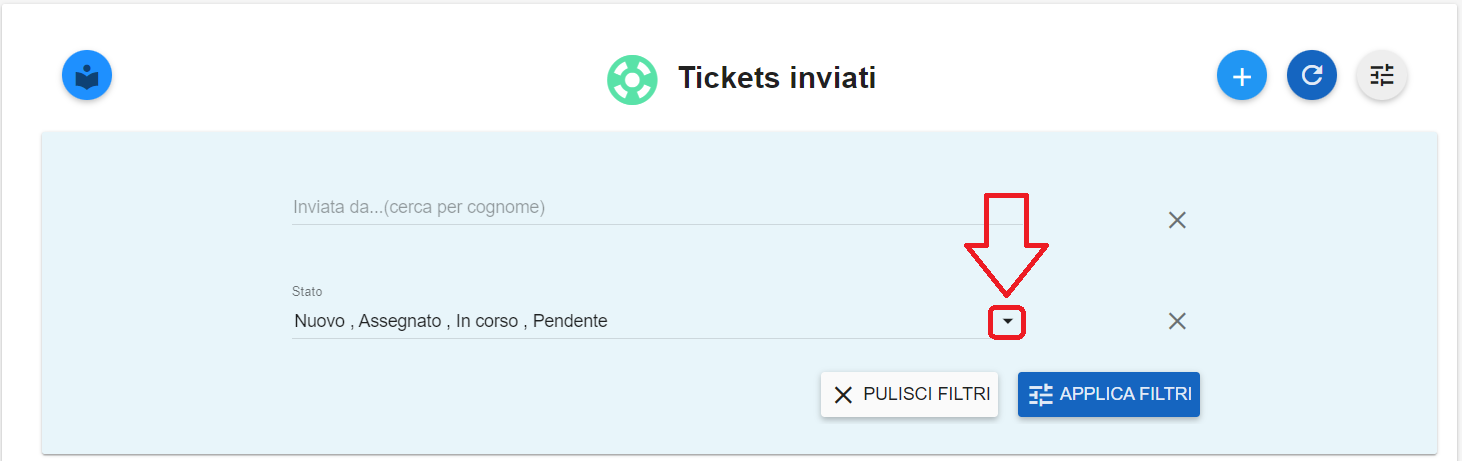 Tickets inviati
Inviata da...(cerca per cognome)
Stato
Nuovo , Assegnato , In corso , Pendente
PULISCI FILTRI
APPLICA FILTRI